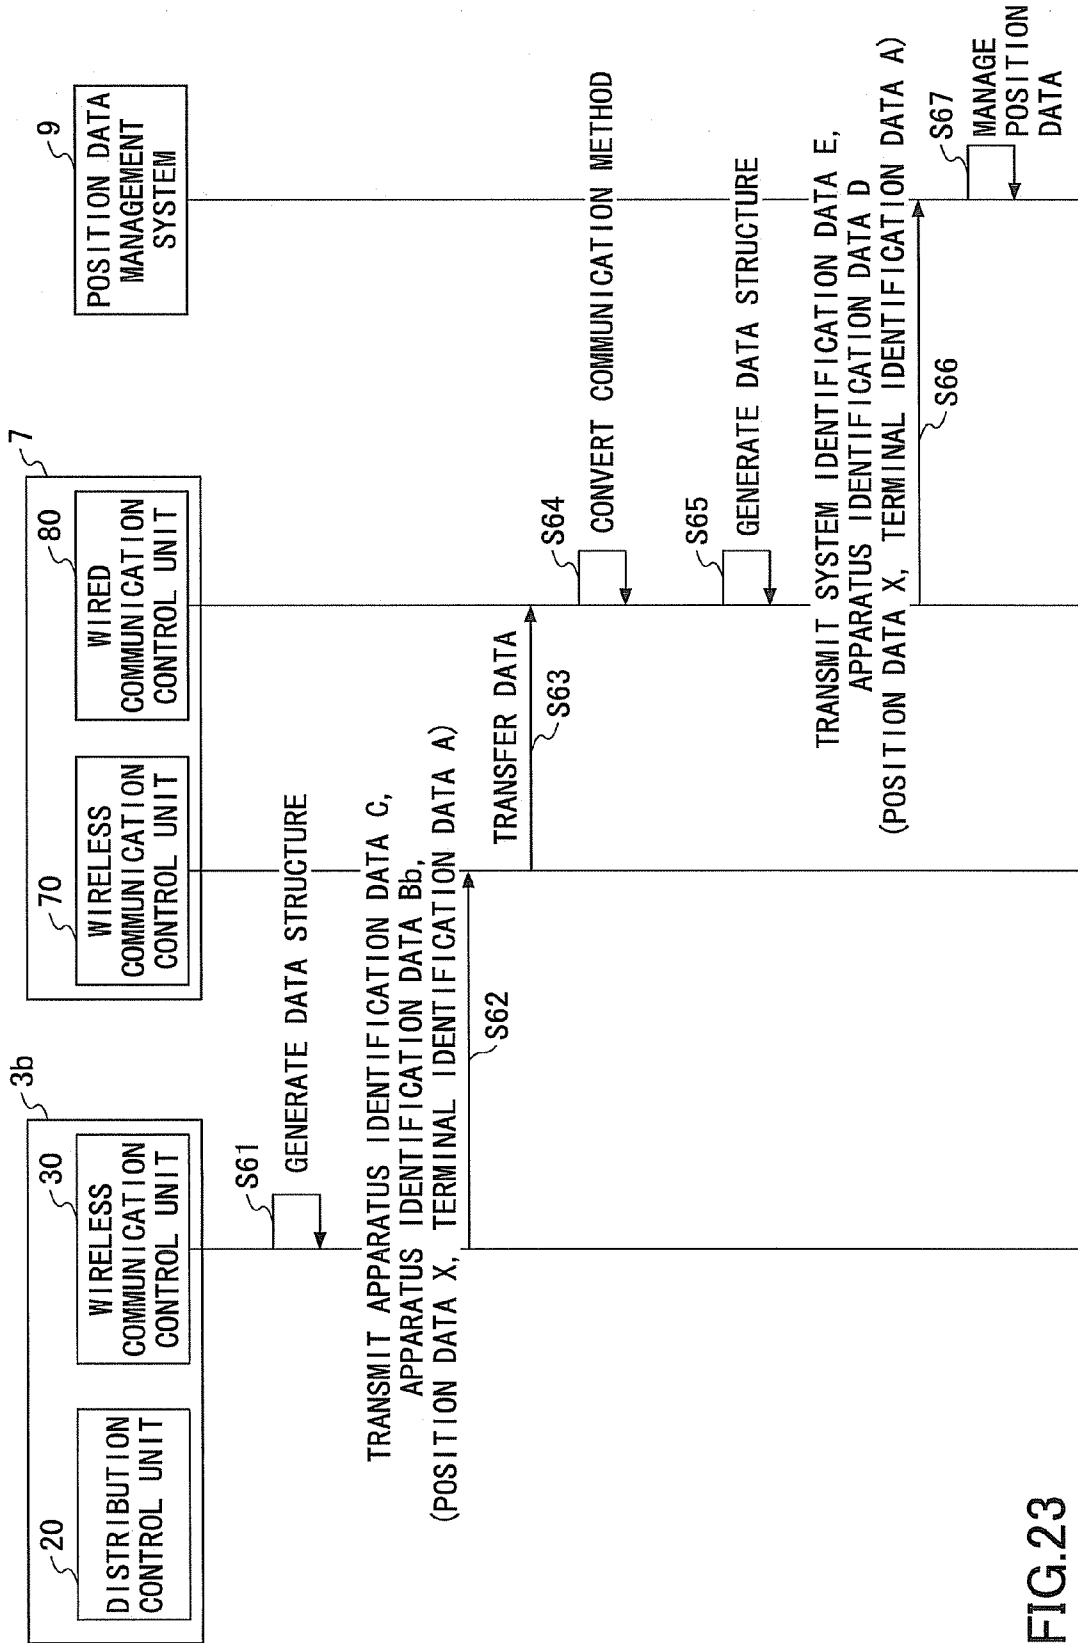 3b
20
DISTRIBUTION
CONTROL UNIT
30
WIRELESS
COMMUNICATION
CONTROL UNIT
7
70
WIRELESS
COMMUNICATION
CONTROL UNIT
80
WIRED
COMMUNICATION
CONTROL UNIT
9
POSITION DATA
MANAGEMENT
SYSTEM
S61
GENERATE DATA STRUCTURE
TRANSMIT APPARATUS IDENTIFICATION DATA C,
APPARATUS IDENTIFICATION DATA Bb,
(POSITION DATA X, TERMINAL IDENTIFICATION DATA A)
S62
TRANSFER DATA
S63
S64
CONVERT COMMUNICATION METHOD
S65
GENERATE DATA STRUCTURE
TRANSMIT SYSTEM IDENTIFICATION DATA E,
APPARATUS IDENTIFICATION DATA D
(POSITION DATA X, TERMINAL IDENTIFICATION DATA A)
S66
S67
MANAGE
POSITION
DATA
FIG.23